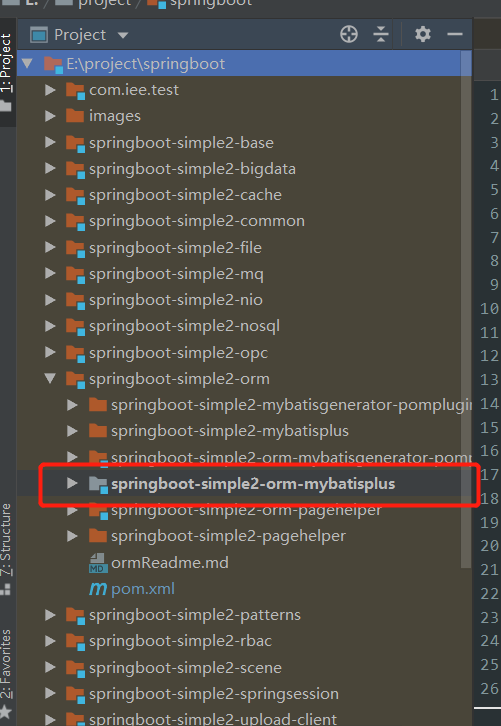 E: project springboot
Project
E:\project\springboot
com.iee.test
images
springboot-simple2-base
springboot-simple2-bigdata
springboot-simple2-cache
springboot-simple2-common
springboot-simple2-file
springboot-simple2-mq
springboot-simple2-nio
springboot-simple2-nosql
springboot-simple2-opc
springboot-simple2-orm
springboot-simple2-mybatisgenerator-pomplugin
springboot-simple2-mybatisplus
springboot-simple2-orm-mybatisgenerator-pomp
springboot-simple2-orm-mybatisplus
springboot-simple2-orm-pagehelper
springboot-simple2-pagehelper
MD ormReadme.md
m pom.xml
springboot-simple2-patterns
springboot-simple2-rbac
springboot-simple2-scene
springboot-simple2-springsession
springboot-simple2-upload-client
1: Project
7: Structure
2: Favorites
1
2
3
4
5
6
7
8
9
10
11
12
13
14
15
16
17
18
19
20
21
22
23
24
25
26